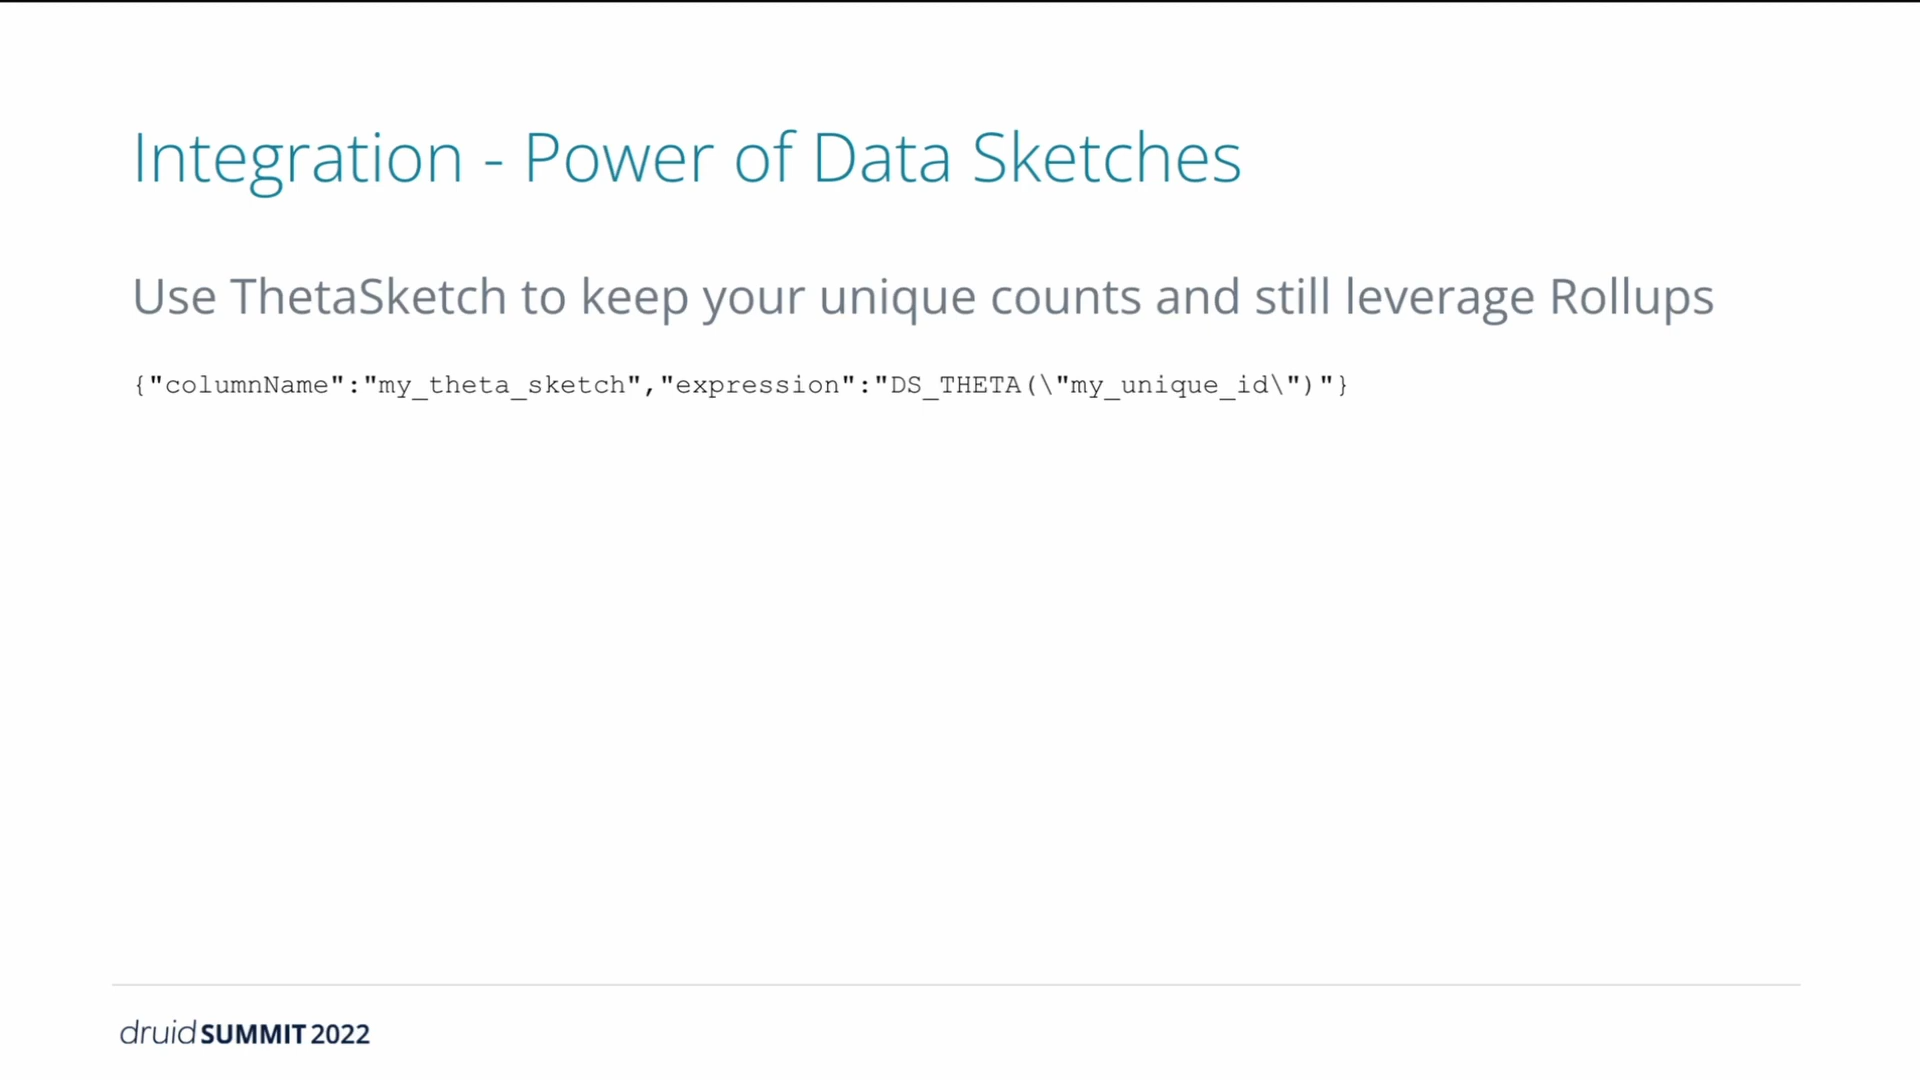 Integration - Power of Data Sketches
Use ThetaSketch to keep your unique counts and still leverage Rollups
{"columnName":"my_theta_sketch","expression":"DS_THETA(\"my_unique_id\")"}
druid SUMMIT 2022